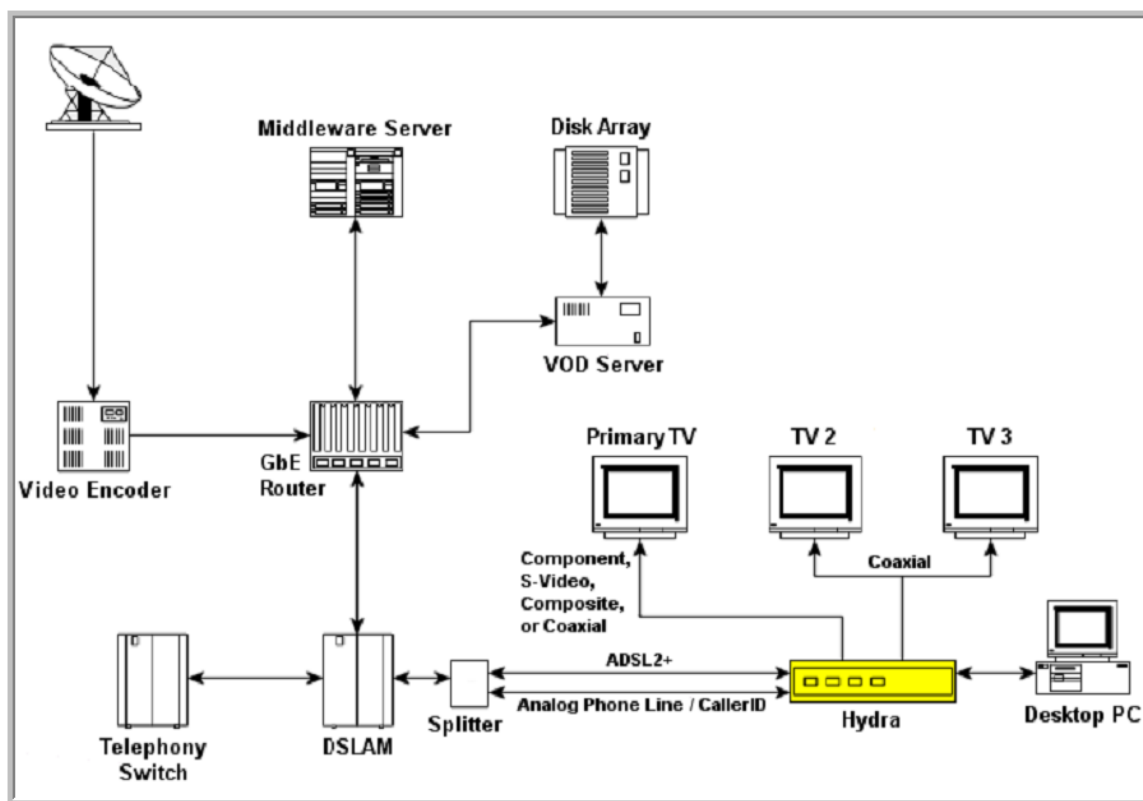 Middleware Server
Disk Array
VOD Server
Video Encoder
GbE
Router
Primary TV
TV 2
TV 3
Component,
S-Video,
Composite,
or Coaxial
Coaxial
ADSL2+
Analog Phone Line / CallerID
Telephony
Switch
DSLAM
Splitter
Hydra
Desktop PC